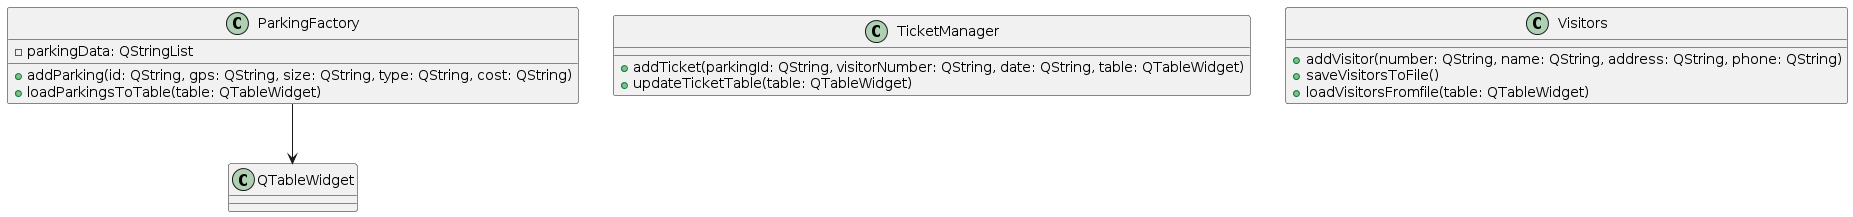 C ParkingFactory
parkingData: QStringList
addParking(id: QString, gps: QString, size: QString, type: QString, cost: QString)
loadParkingsToTable(table: QTableWidget)
C QTableWidget
C TicketManager
addTicket(parkingId: QString, visitorNumber: QString, date: QString, table: QTableWidget)
updateTicketTable(table: QTableWidget)
C Visitors
addVisitor(number: QString, name: QString, address: QString, phone: QString)
saveVisitorsToFile()
loadVisitorsFromfile(table: QTableWidget)